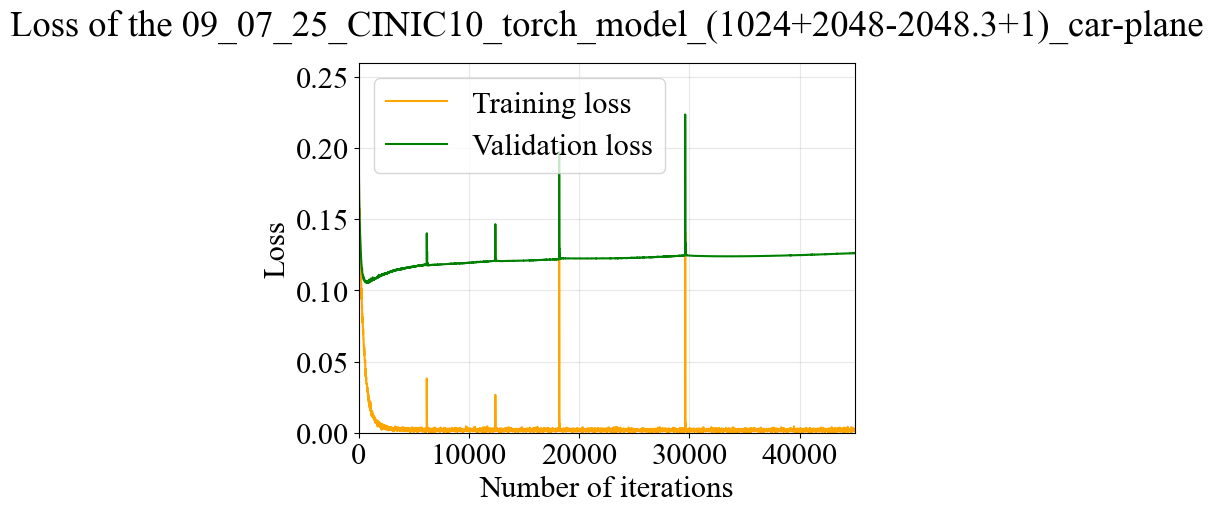 Loss of the 09_07_25_CINIC10_torch_model_(1024+2048-2048.3+1)_car-plane
0.25
0.20
0.15
0.10
0.05
0.00
Loss
Training loss
Validation loss
0 10000 20000 30000 40000
Number of iterations